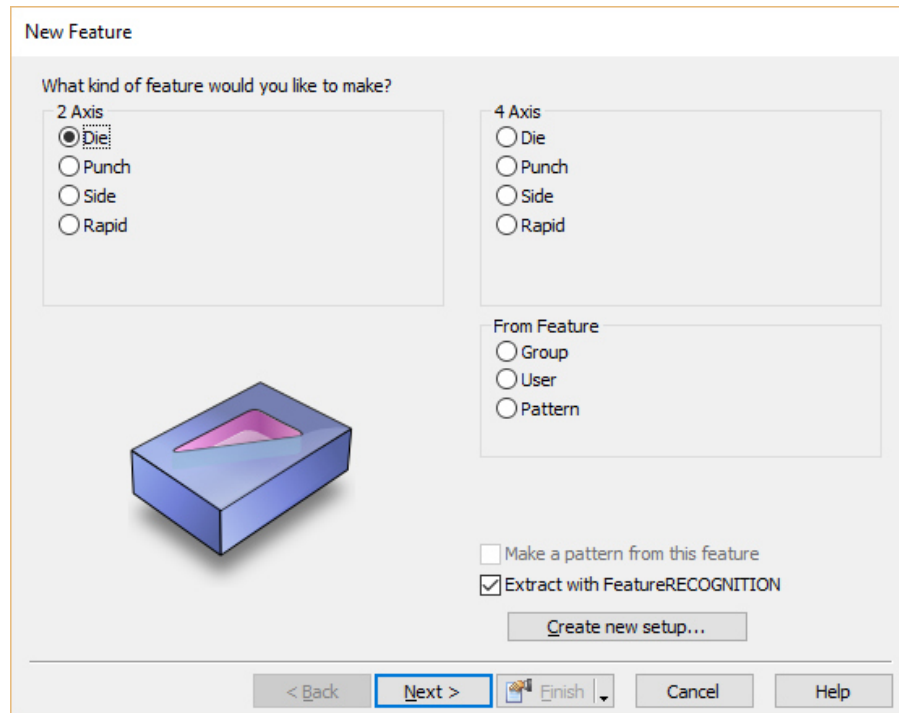 New Feature
What kind of feature would you like to make?
2 Axis
Die
Punch
Side
Rapid
4 Axis
Die
Punch
Side
Rapid
From Feature
Group
User
Pattern
Make a pattern from this feature
Extract with FeatureRECOGNITION
Create new setup...
< Back
Next >
Finish
Cancel
Help